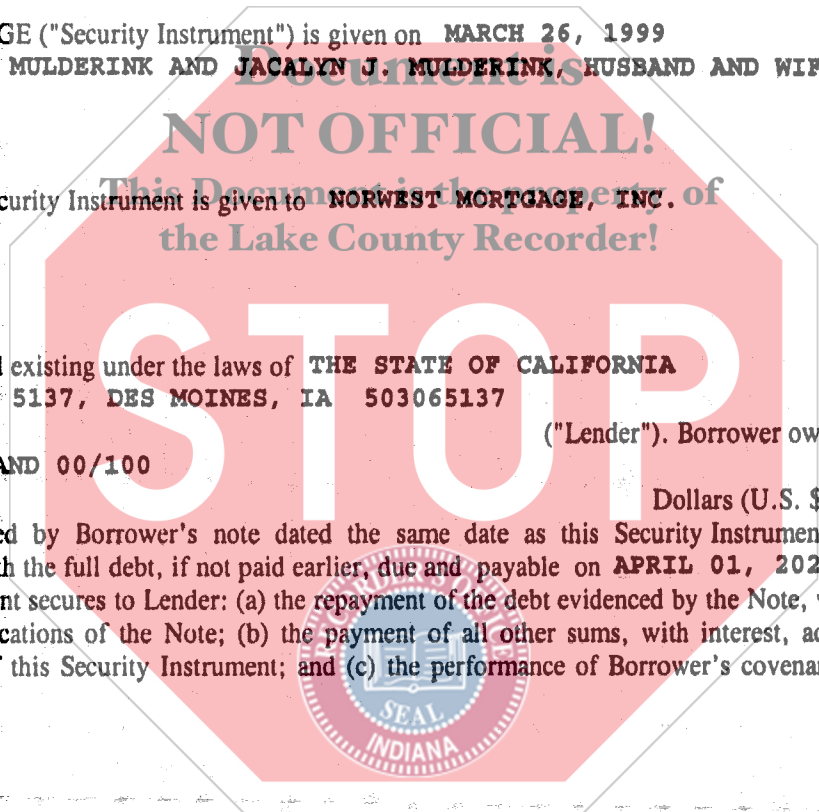 GE ("Security Instrument") is given on MARCH 26, 1999
MULDERINK AND JACALYN J. MULDERINK, HUSBAND AND WIF
Document is
NOT OFFICIAL!
This Document is the property of
the Lake County Recorder!
curity Instrument is given to NORWEST MORTGAGE, INC.
STOP
existing under the laws of THE STATE OF CALIFORNIA
5137, DES MOINES, IA 503065137
("Lender"). Borrower ow
AND 00/100
Dollars (U.S. $
ed by Borrower's note dated the same date as this Security Instrumen
h the full debt, if not paid earlier, due and payable on APRIL 01, 202
nt secures to Lender: (a) the repayment of the debt evidenced by the Note,
cations of the Note; (b) the payment of all other sums, with interest, ad
this Security Instrument; and (c) the performance of Borrower's covenan
RECORDER'S OFFICE
SEAL
INDIANA